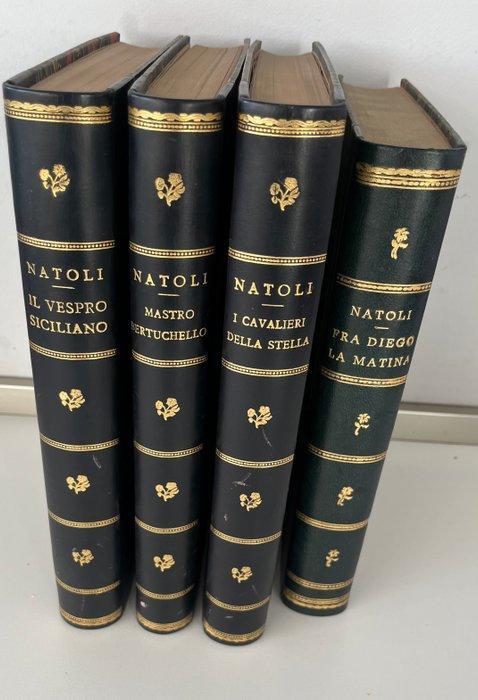 NATOLI
IL VESPRO
SICILIANO
NATOLI
MASTRO
BERTUCHELLO
NATOLI
I CAVALIERI
DELLA STELLA
NATOLI
FRA DIEGO
LA MATINA